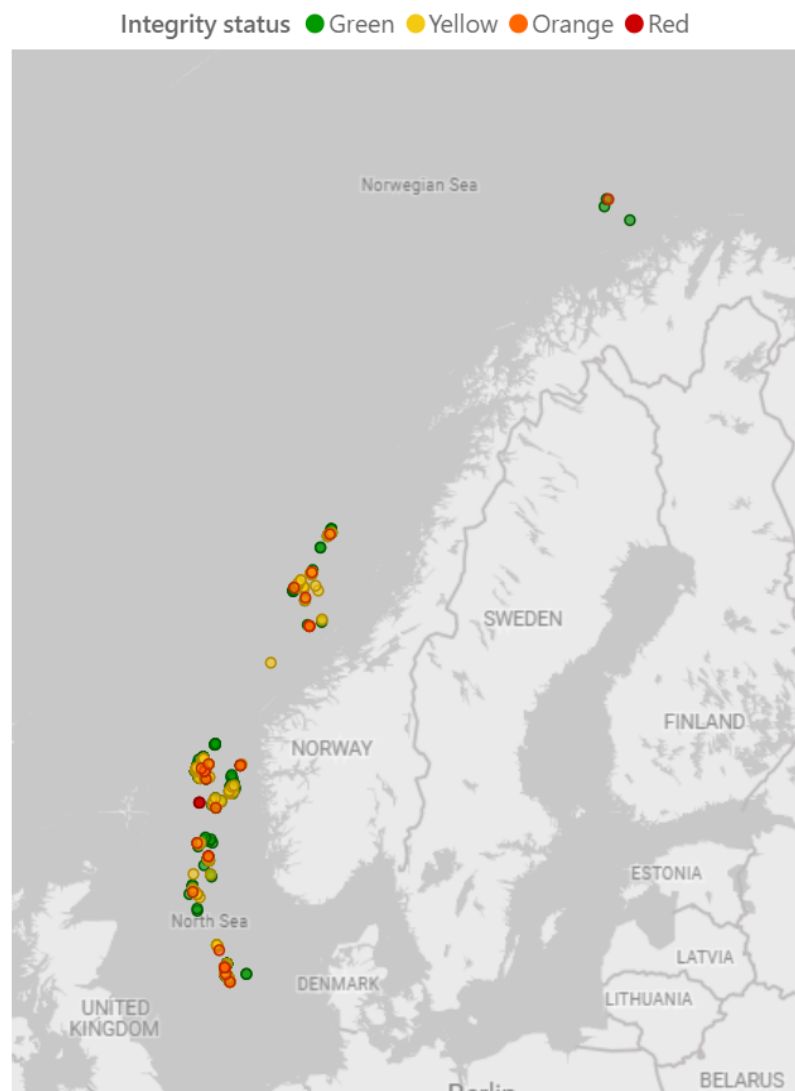 Integrity status Green Yellow Orange Red
Norwegian Sea
SWEDEN
FINLAND
NORWAY
ESTONIA
North Sea
LATVIA
DENMARK
LITHUANIA
UNITED
KINGDOM
BELARUS
Berlin